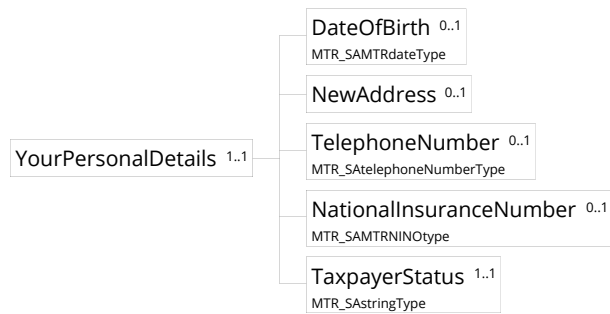 DateOfBirth 0..1
MTR_SAMTRdateType
NewAddress 0..1
YourPersonalDetails 1..1
TelephoneNumber 0..1
MTR_SAtelephoneNumberType
NationalInsuranceNumber 0..1
MTR_SAMTRNINOtype
TaxpayerStatus 1..1
MTR_SAstringType